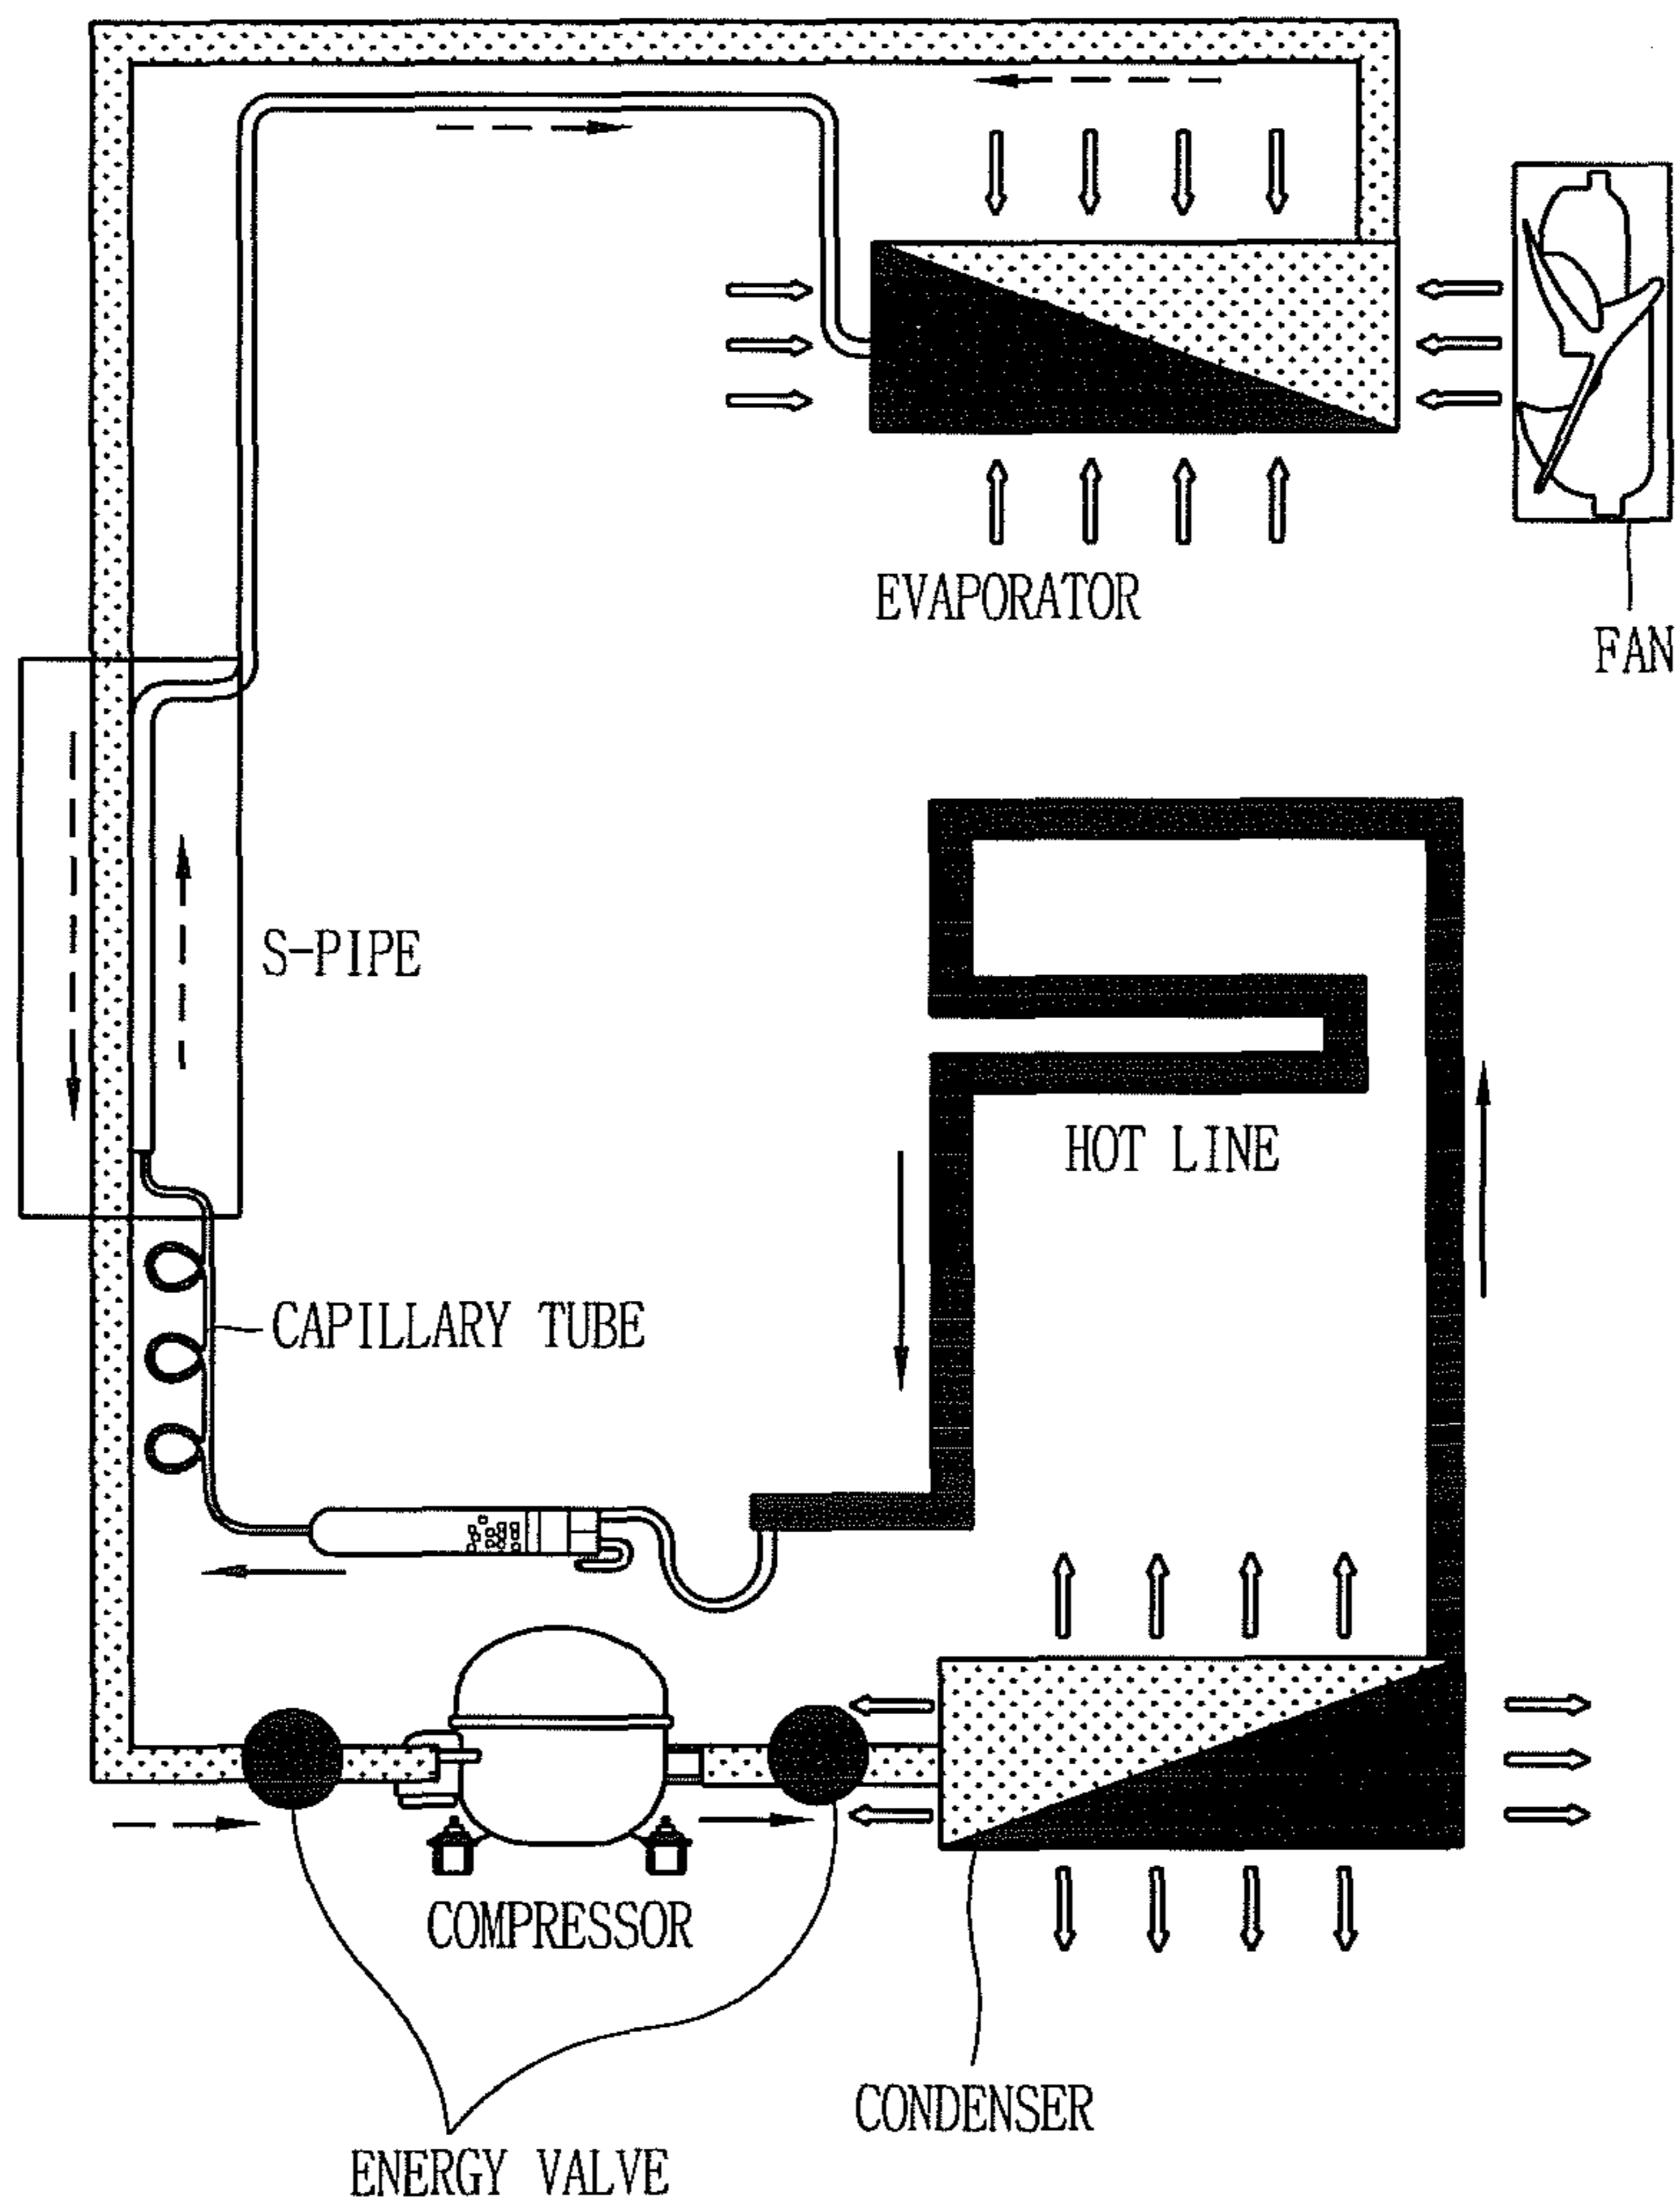 EVAPORATOR
FAN
S-PIPE
HOT LINE
CAPILLARY TUBE
COMPRESSOR
CONDENSER
ENERGY VALVE